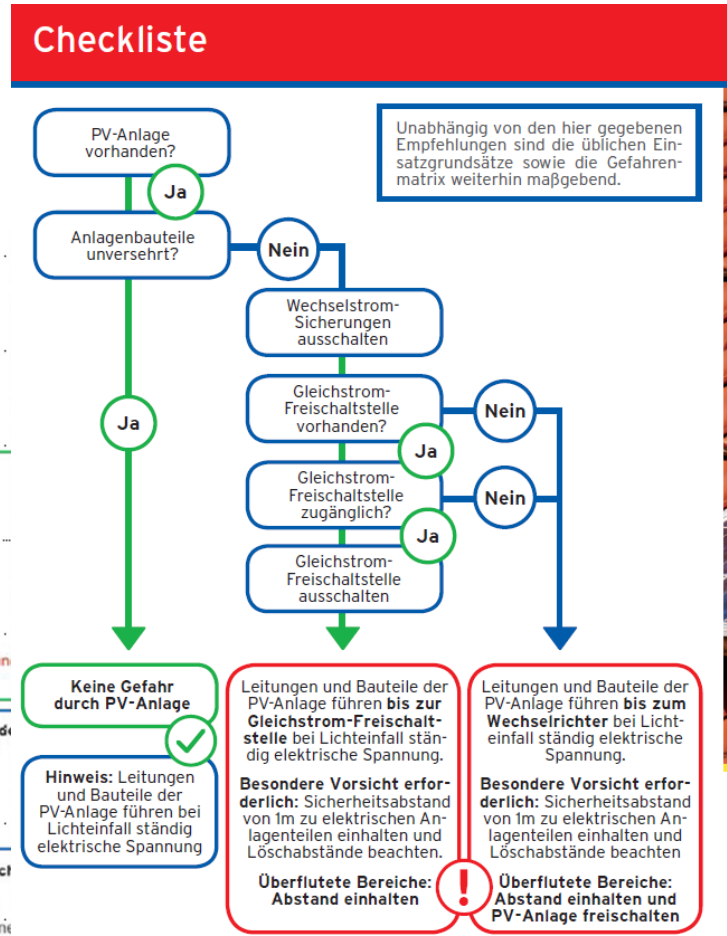 Checkliste
PV-Anlage
vorhanden?
Unabhängig von den hier gegebenen
Empfehlungen sind die üblichen Ein-
satzgrundsätze sowie die Gefahren-
matrix weiterhin maßgebend.
Ja
Anlagenbauteile
unversehrt?
Nein
Wechselstrom-
Sicherungen
ausschalten
Ja
Gleichstrom-
Freischaltstelle
vorhanden?
Nein
Ja
Gleichstrom-
Freischaltstelle
zugänglich?
Nein
Ja
Gleichstrom-
Freischaltstelle
ausschalten
Keine Gefahr
durch PV-Anlage
Hinweis: Leitungen
und Bauteile der
PV-Anlage führen bei
Lichteinfall ständig
elektrische Spannung
Leitungen und Bauteile der
PV-Anlage führen bis zur
Gleichstrom-Freischalt-
stelle bei Lichteinfall stän-
dig elektrische Spannung.
Besondere Vorsicht erfor-
derlich: Sicherheitsabstand
von 1m zu elektrischen An-
lagenteilen einhalten und
Löschabstände beachten.
Überflutete Bereiche:
Abstand einhalten
!
Leitungen und Bauteile der
PV-Anlage führen bis zum
Wechselrichter bei Licht-
einfall ständig elektrische
Spannung.
Besondere Vorsicht erfor-
derlich: Sicherheitsabstand
von 1m zu elektrischen An-
lagenteilen einhalten und
Löschabstände beachten
Überflutete Bereiche:
Abstand einhalten und
PV-Anlage freischalten